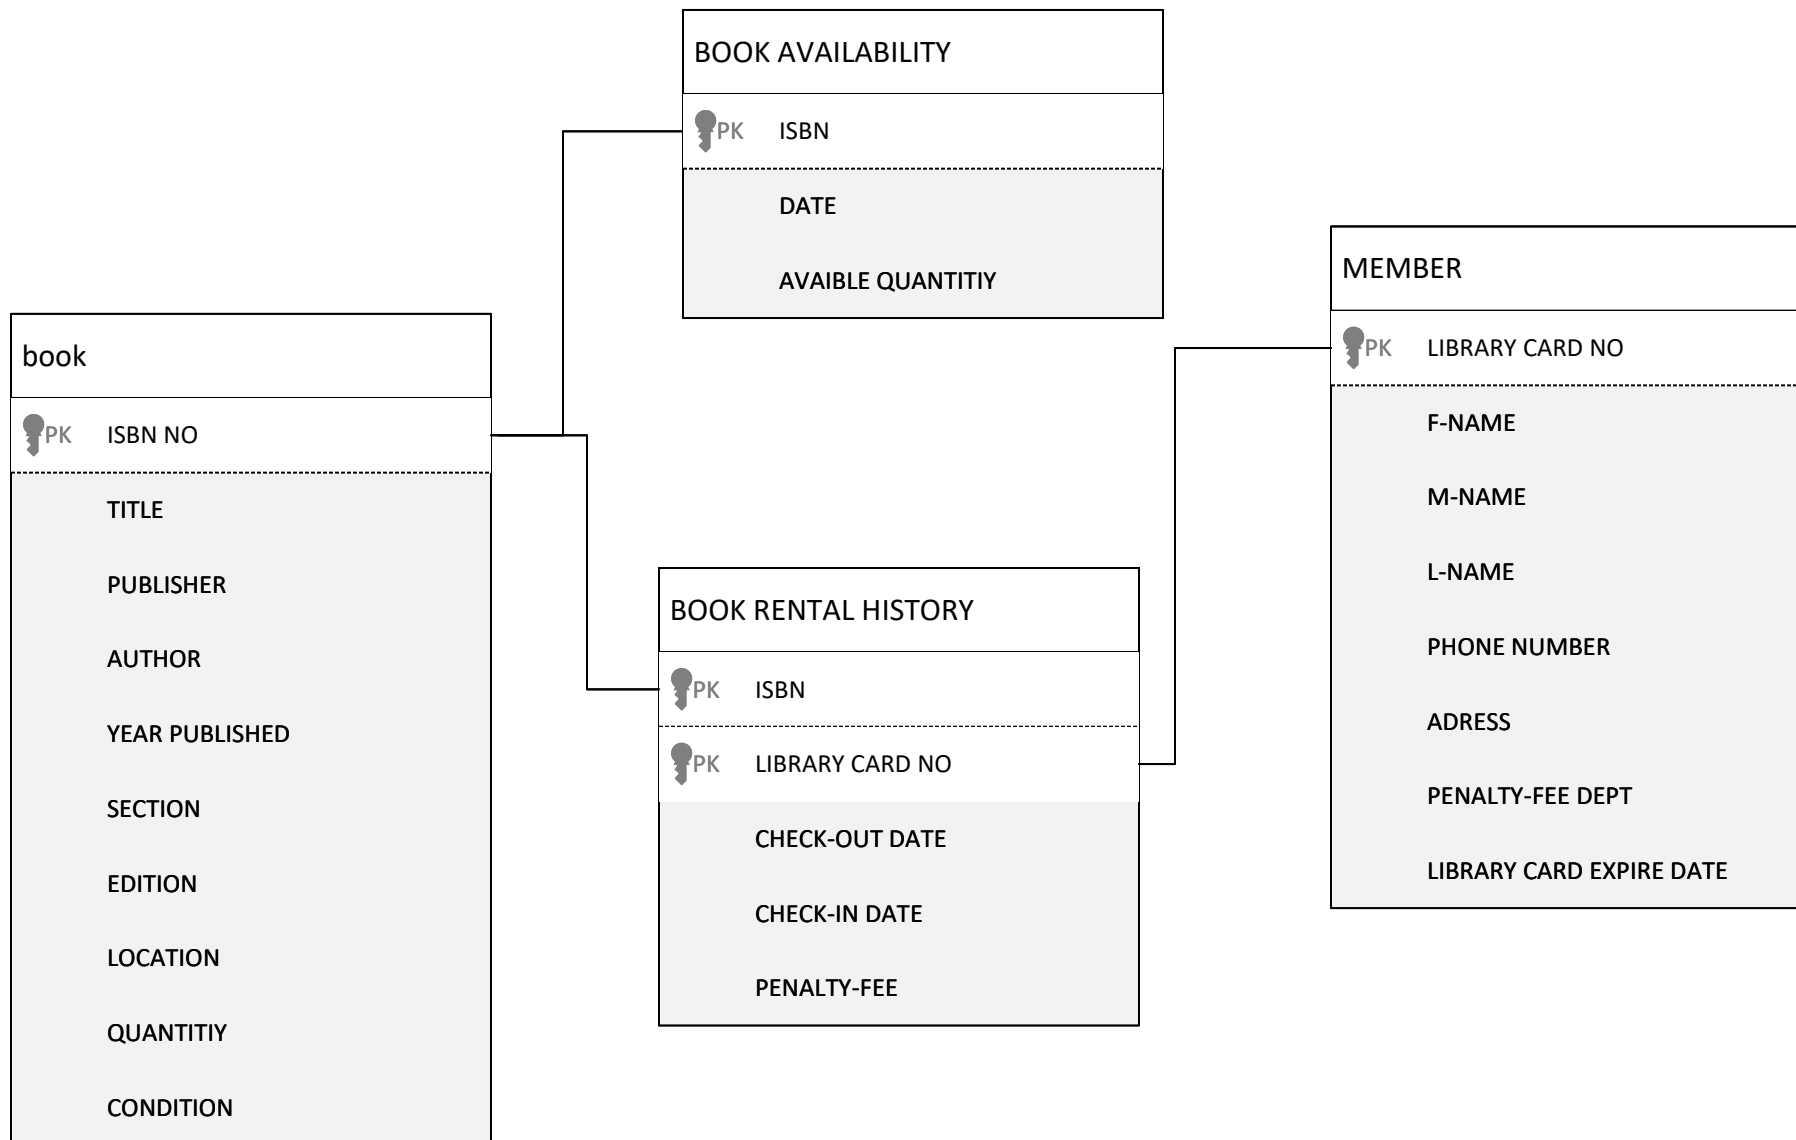 BOOK AVAILABILITY
PK ISBN
DATE
AVAIBLE QUANTITIY
book
PK ISBN NO
TITLE
PUBLISHER
AUTHOR
YEAR PUBLISHED
SECTION
EDITION
LOCATION
QUANTITIY
CONDITION
BOOK RENTAL HISTORY
PK ISBN
PK LIBRARY CARD NO
CHECK-OUT DATE
CHECK-IN DATE
PENALTY-FEE
MEMBER
PK LIBRARY CARD NO
F-NAME
M-NAME
L-NAME
PHONE NUMBER
ADRESS
PENALTY-FEE DEPT
LIBRARY CARD EXPIRE DATE